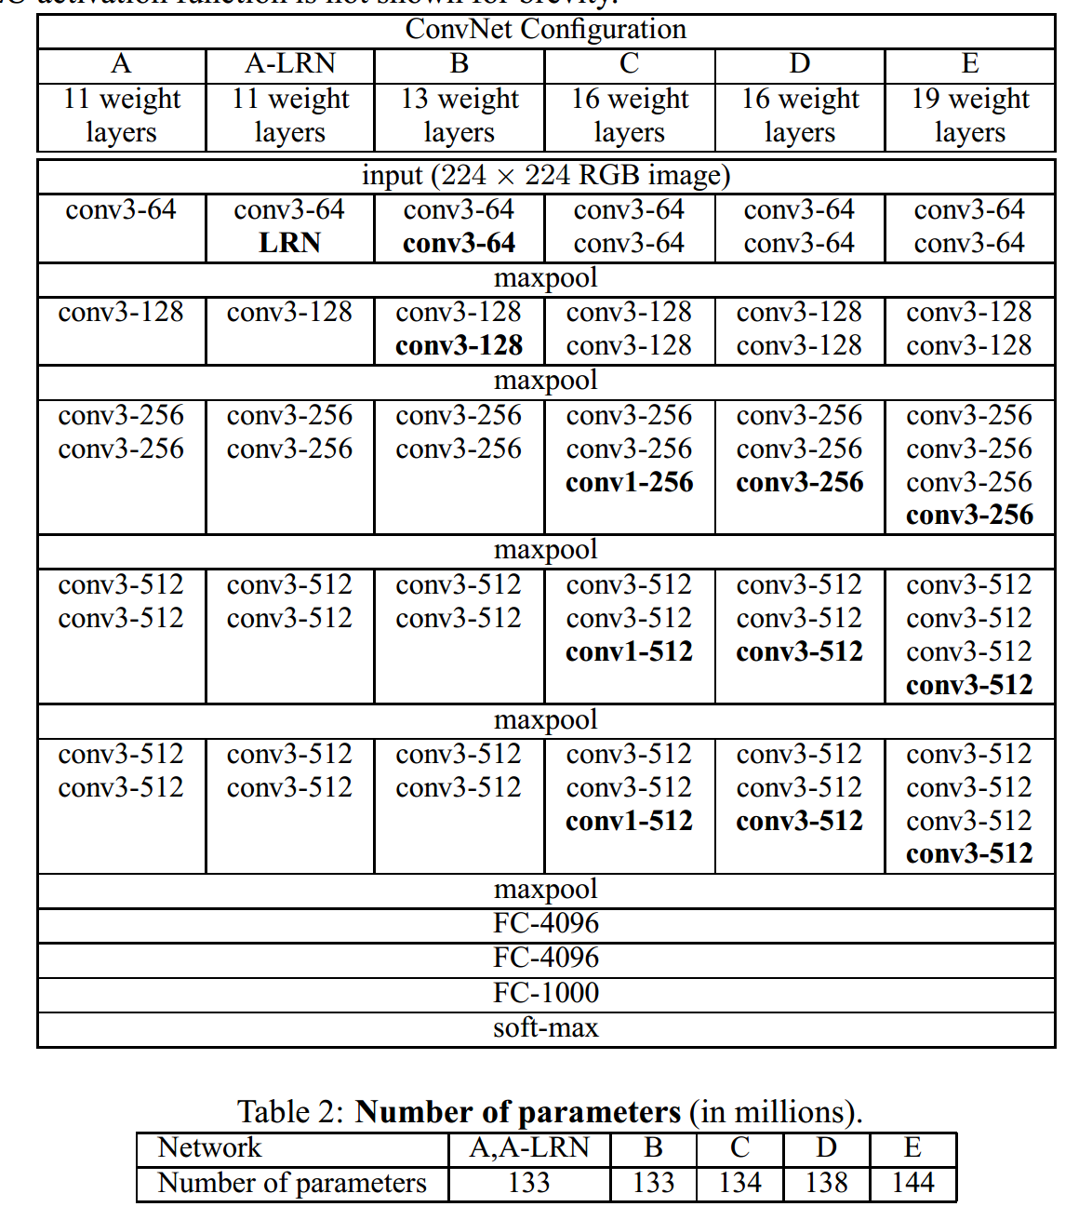 activation function is not shown for brevity.
ConvNet Configuration
A A-LRN B C D E
11 weight 11 weight 13 weight 16 weight 16 weight 19 weight
layers layers layers layers layers layers
input (224 × 224 RGB image)
conv3-64 conv3-64 conv3-64 conv3-64 conv3-64 conv3-64
LRN conv3-64 conv3-64 conv3-64 conv3-64
maxpool
conv3-128 conv3-128 conv3-128 conv3-128 conv3-128 conv3-128
conv3-128 conv3-128 conv3-128 conv3-128
maxpool
conv3-256 conv3-256 conv3-256 conv3-256 conv3-256 conv3-256
conv3-256 conv3-256 conv3-256 conv3-256 conv3-256 conv3-256
conv1-256 conv3-256 conv3-256
conv3-256
maxpool
conv3-512 conv3-512 conv3-512 conv3-512 conv3-512 conv3-512
conv3-512 conv3-512 conv3-512 conv3-512 conv3-512 conv3-512
conv1-512 conv3-512 conv3-512
conv3-512
maxpool
conv3-512 conv3-512 conv3-512 conv3-512 conv3-512 conv3-512
conv3-512 conv3-512 conv3-512 conv3-512 conv3-512 conv3-512
conv1-512 conv3-512 conv3-512
conv3-512
maxpool
FC-4096
FC-4096
FC-1000
soft-max
Table 2: Number of parameters (in millions).
Network A,A-LRN B C D E
Number of parameters 133 133 134 138 144